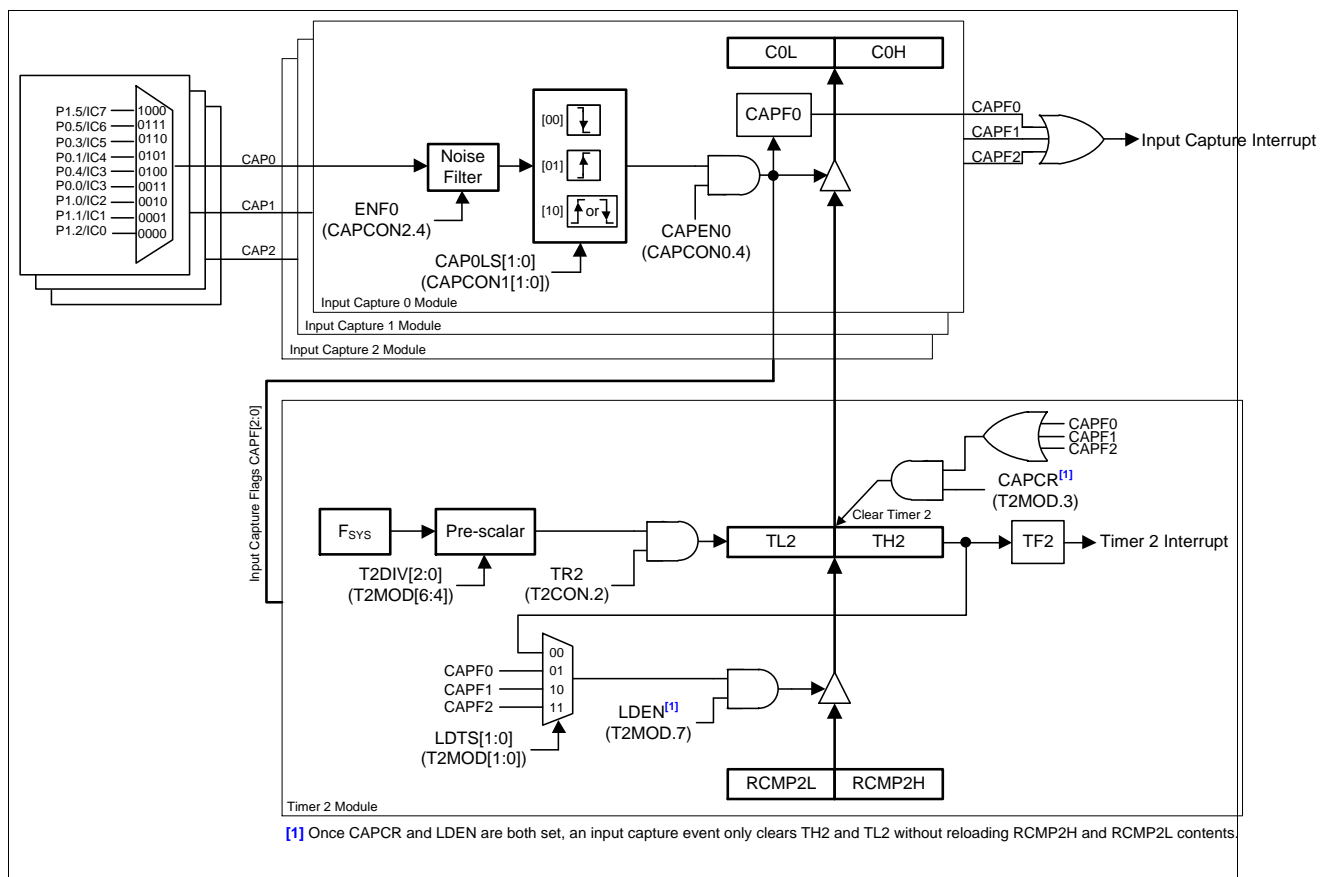 C0L C0H
P1.5/IC7 1000
P0.5/IC6 0111
P0.3/IC5 0110
P0.1/IC4 0101
P0.4/IC3 0100
P0.0/IC3 0011
P1.0/IC2 0010
P1.1/IC1 0001
P1.2/IC0 0000
CAP0
CAP1
CAP2
Noise
Filter
ENF0
(CAPCON2.4)
[00]
[01]
[10] or
CAP0LS[1:0]
(CAPCON1[1:0])
CAPEN0
(CAPCON0.4)
CAPF0
CAPF0
CAPF1
CAPF2
Input Capture Interrupt
Input Capture 0 Module
Input Capture 1 Module
Input Capture 2 Module
Input Capture Flags CAPF[2:0]
CAPF0
CAPF1
CAPF2
CAPCR[1]
(T2MOD.3)
Clear Timer 2
FSYS
Pre-scalar
T2DIV[2:0]
(T2MOD[6:4])
TR2
(T2CON.2)
TL2 TH2
TF2
Timer 2 Interrupt
00
CAPF0 01
CAPF1 10
CAPF2 11
LDTS[1:0]
(T2MOD[1:0])
LDEN[1]
(T2MOD.7)
RCMP2L RCMP2H
Timer 2 Module
[1] Once CAPCR and LDEN are both set, an input capture event only clears TH2 and TL2 without reloading RCMP2H and RCMP2L contents.